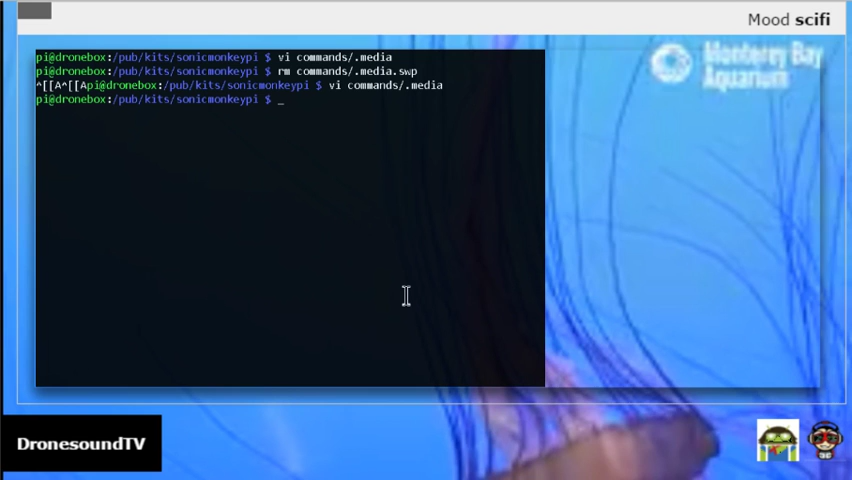 Mood scifi
Monterey Bay
Aquarium
pi@dronebox:/pub/kits/sonicmonkeypi $ vi commands/.media
pi@dronebox:/pub/kits/sonicmonkeypi $ rm commands/.media.swp
^[[A^[[Api@dronebox:/pub/kits/sonicmonkeypi $ vi commands/.media
pi@dronebox:/pub/kits/sonicmonkeypi $ _
DronesoundTV